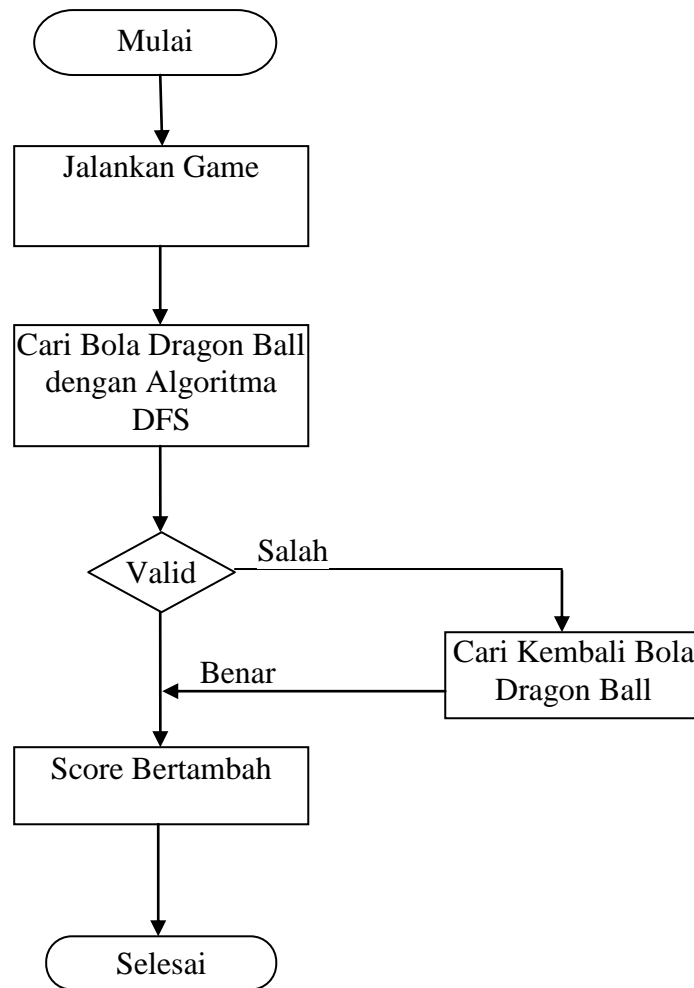 Mulai
Jalankan Game
Cari Bola Dragon Ball
dengan Algoritma
DFS
Valid
Salah
Cari Kembali Bola
Dragon Ball
Benar
Score Bertambah
Selesai